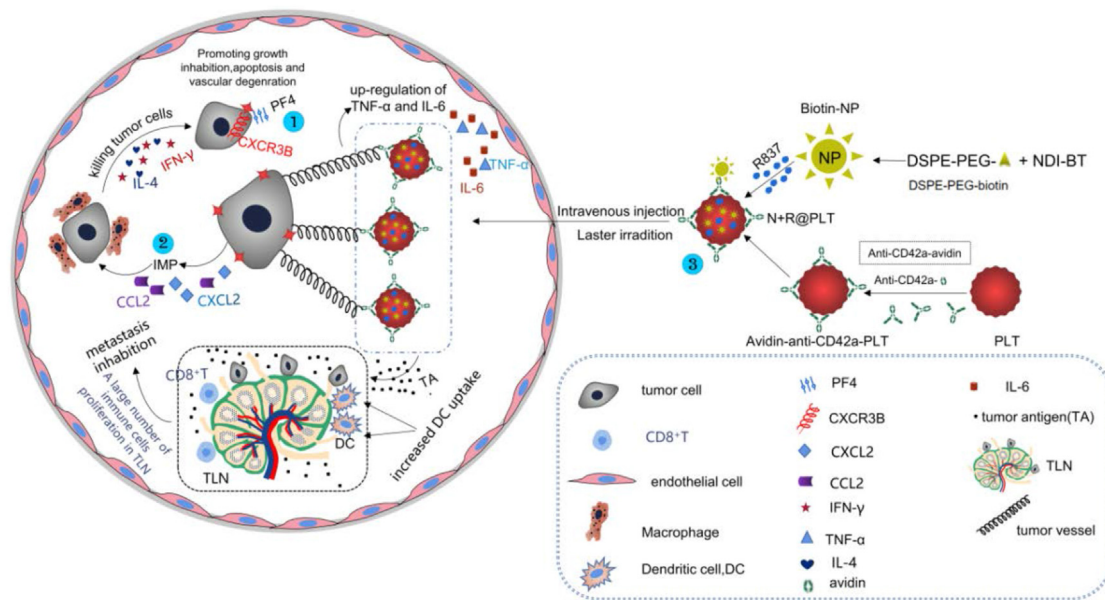 Promoting growth
inhabition,apoptosis and
vascular degenration
PF4
1
CXCR3B
killing tumor cells
IFN-γ
IL-4
up-regulation of
TNF-α and IL-6
TNF-α
IL-6
2
IMP
CCL2
CXCL2
metastasis
inhabition
A large number of
immune cells
proliferation in TLN
CD8+T
TLN
DC
TA
increased DC uptake
Intravenous injection
Laster irradition
Biotin-NP
R837
NP
DSPE-PEG- + NDI-BT
DSPE-PEG-biotin
N+R@PLT
3
Anti-CD42a-avidin
Anti-CD42a-
Avidin-anti-CD42a-PLT
PLT
tumor cell
CD8+T
endothelial cell
Macrophage
Dendritic cell,DC
PF4
CXCR3B
CXCL2
CCL2
IFN-γ
TNF-α
IL-4
avidin
IL-6
tumor antigen(TA)
TLN
tumor vessel